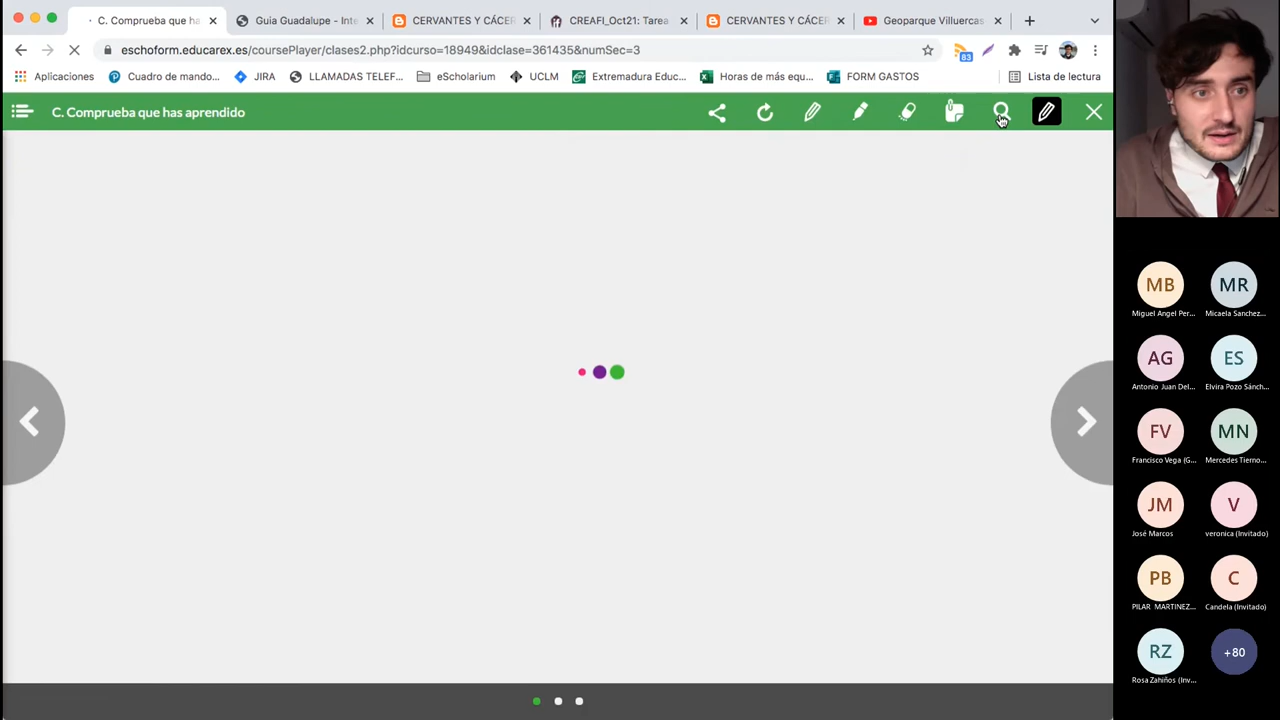 C. Comprueba que has a
Guia Guadalupe - Inte
CERVANTES Y CÁCER
CREAFI_Oct21: Tarea
CERVANTES Y CÁCER
Geoparque Villuercas
eschoform.educarex.es/coursePlayer/clases2.php?idcurso=18949&idclase=361435&numSec=3
83
Aplicaciones
Cuadro de mando...
JIRA
LLAMADAS TELEF...
eScholarium
UCLM
Extremadura Educ...
Horas de más equ...
FORM GASTOS
Lista de lectura
C. Comprueba que has aprendido
MB
MR
Miguel Angel Per...
Micaela Sanchez...
AG
ES
Antonio Juan Del...
Elvira Pozo Sánch...
FV
MN
Francisco Vega (G...
Mercedes Tierno...
JM
V
José Marcos
veronica (Invitado)
PB
C
PILAR MARTINEZ...
Candela (Invitado)
RZ
+80
Rosa Zahiños (Inv...